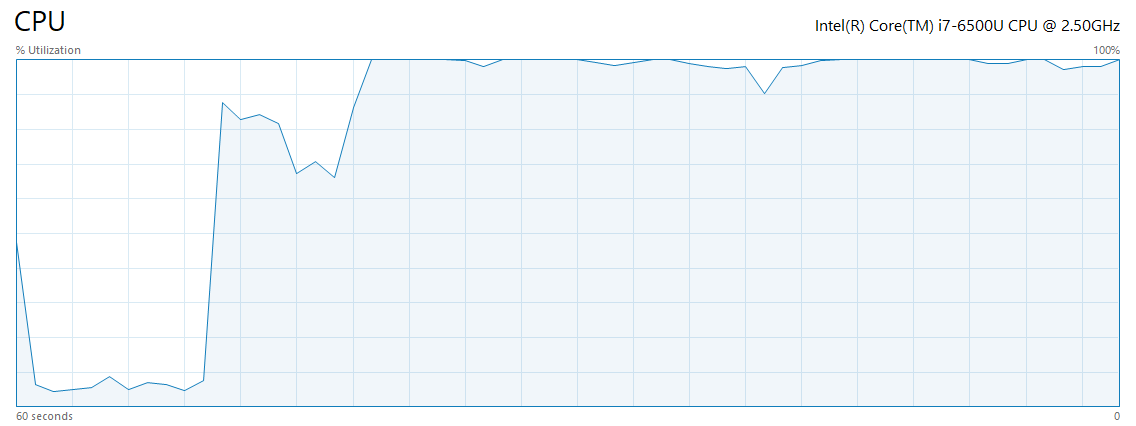 CPU
Intel(R) Core(TM) i7-6500U CPU @ 2.50GHz
% Utilization
100%
60 seconds
0